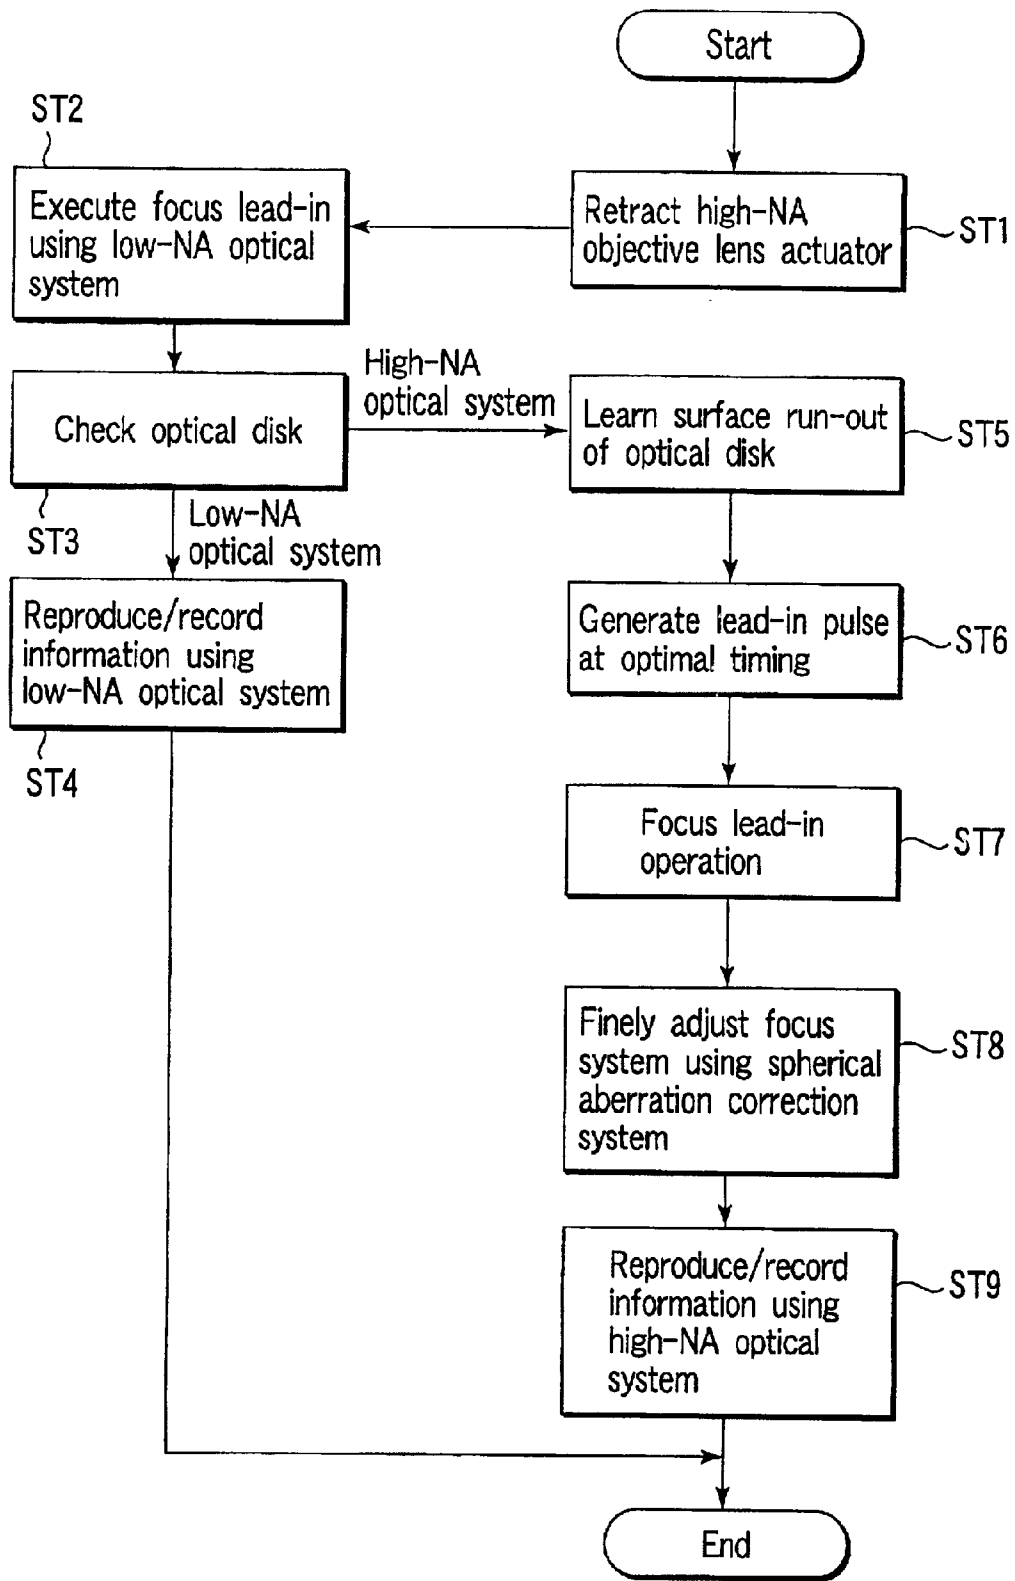 Start
ST2
Execute focus lead-in
using low-NA optical
system
Retract high-NA
objective lens actuator
ST1
High-NA
optical system
Check optical disk
Learn surface run-out
of optical disk
ST5
ST3
Low-NA
optical system
Reproduce/record
information using
low-NA optical system
Generate lead-in pulse
at optimal timing
ST6
ST4
Focus lead-in
operation
ST7
Finely adjust focus
system using spherical
aberration correction
system
ST8
Reproduce/record
information using
high-NA optical
system
ST9
End